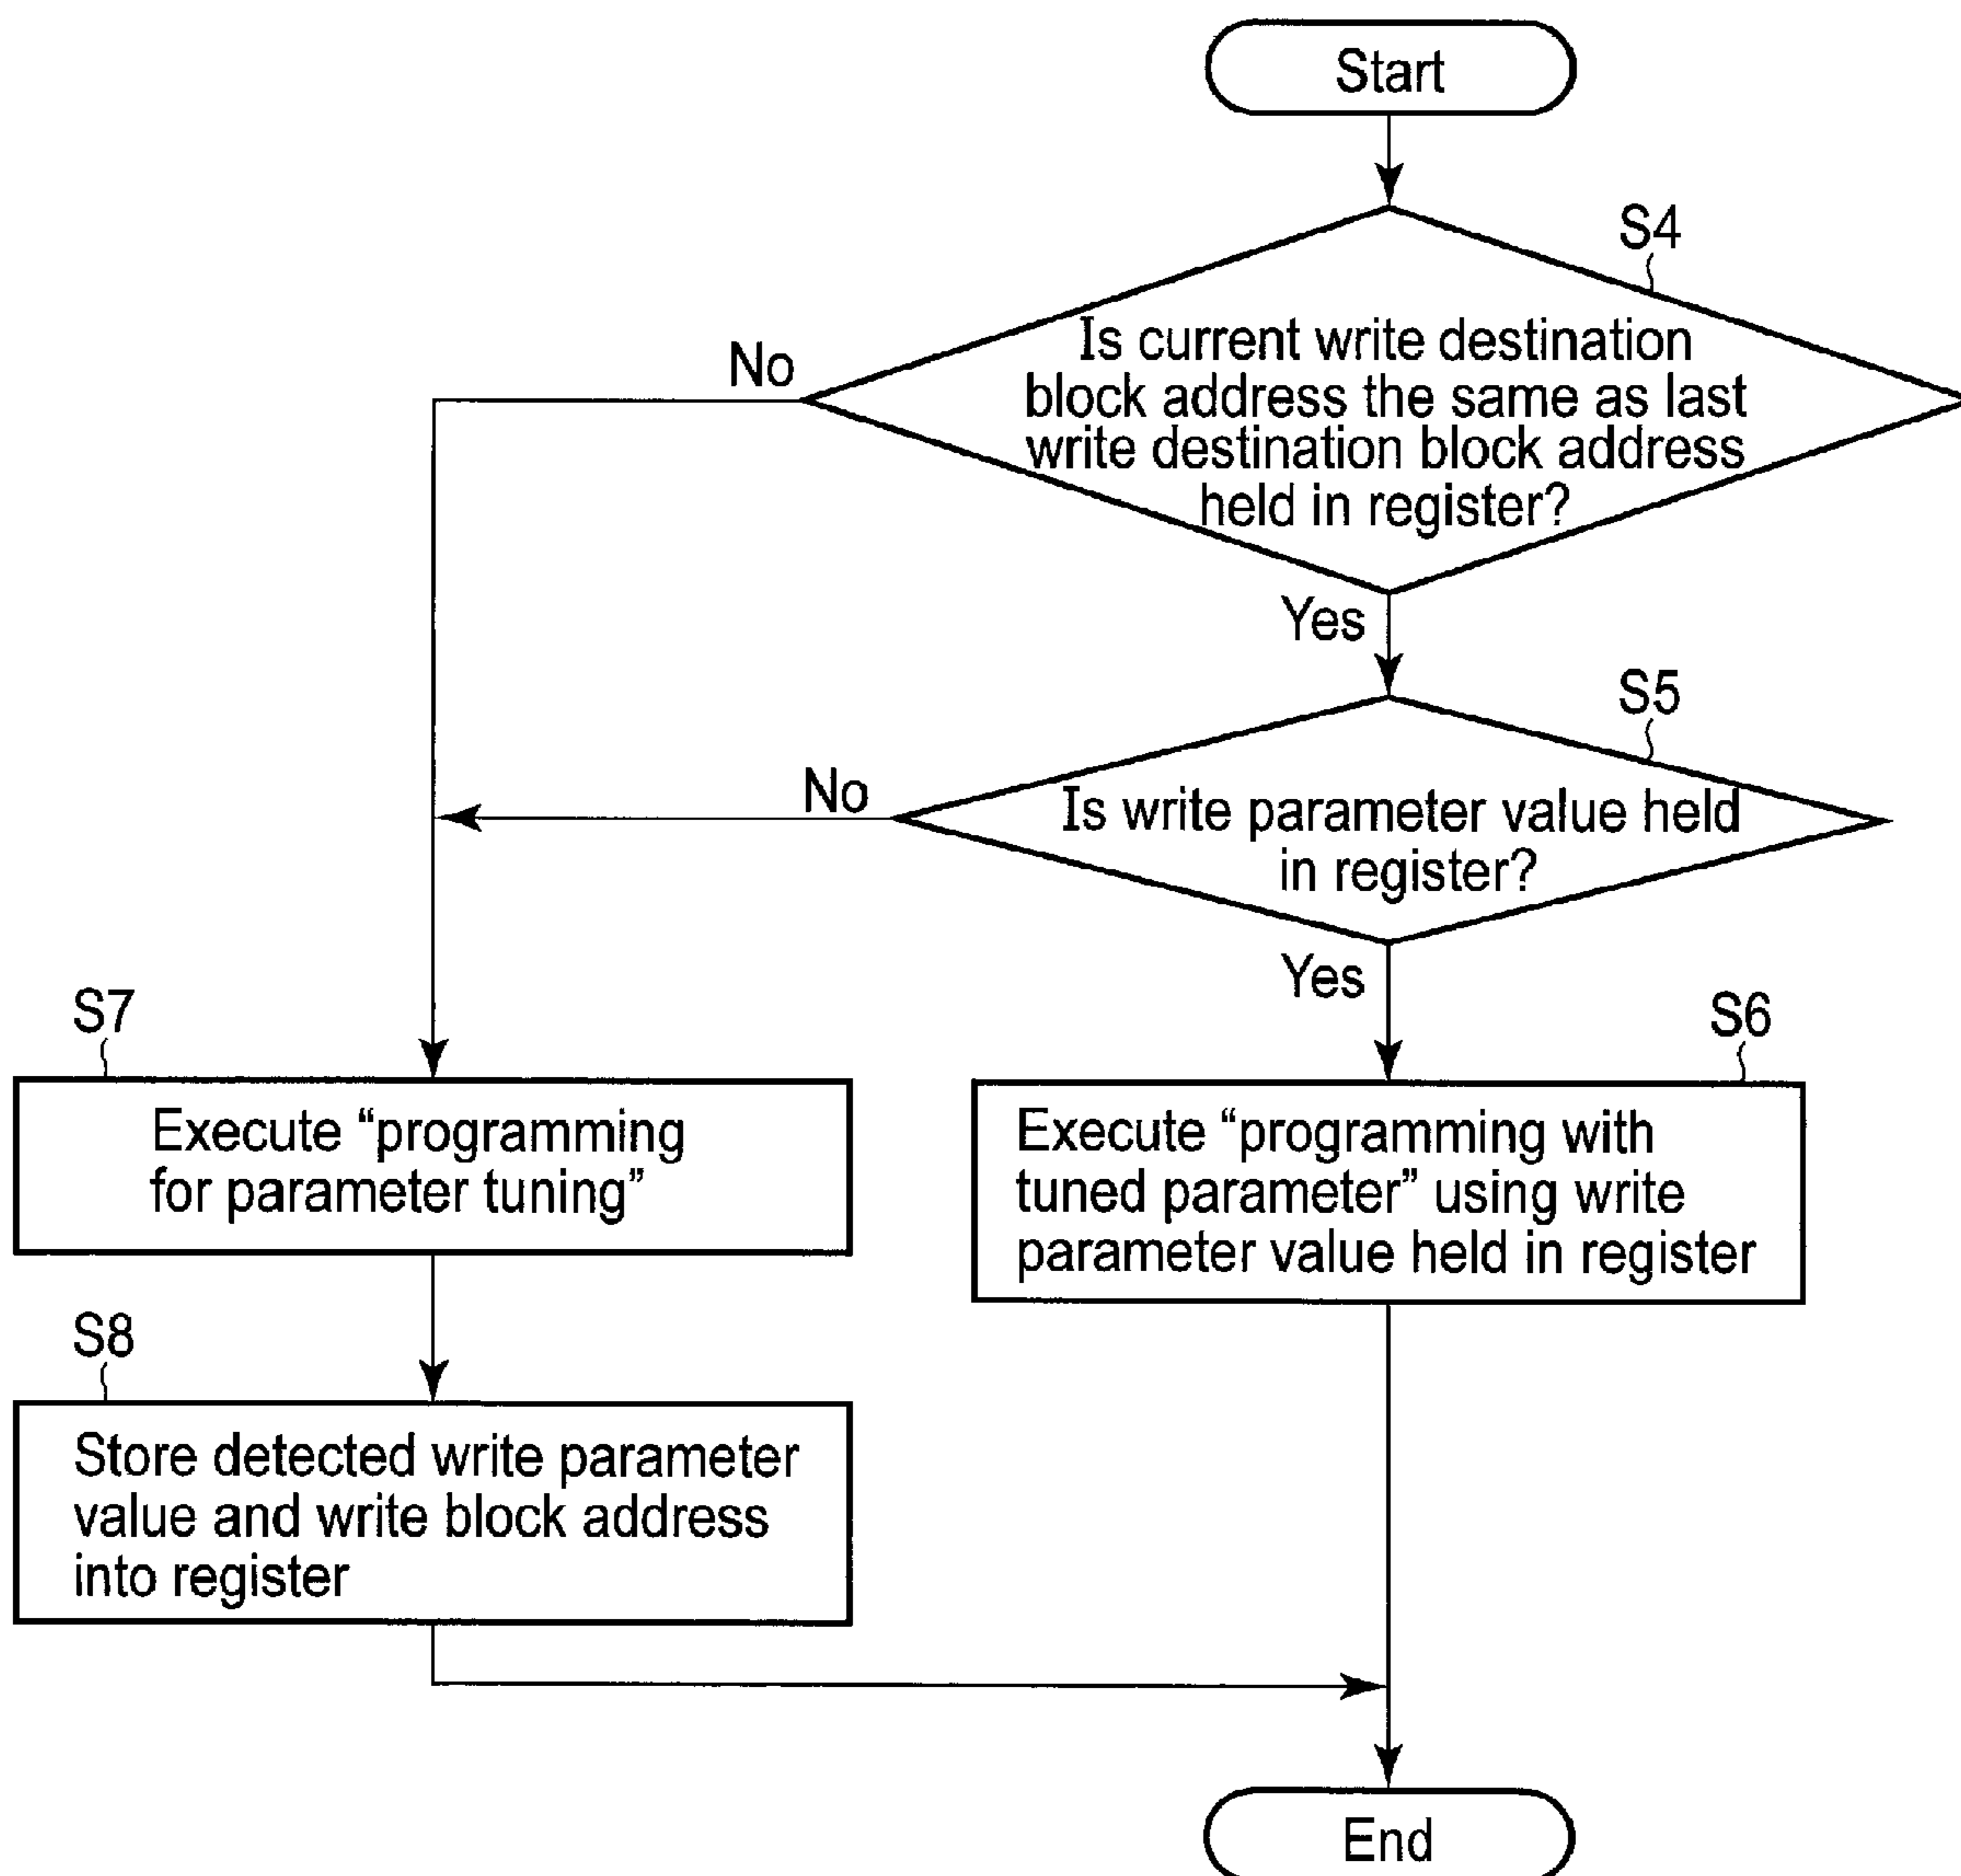 Start
S4
Is current write destination
block address the same as last
write destination block address
held in register?
No
Yes
S5
Is write parameter value held
in register?
No
Yes
S7
Execute “programming
for parameter tuning”
S6
Execute “programming with
tuned parameter” using write
parameter value held in register
S8
Store detected write parameter
value and write block address
into register
End